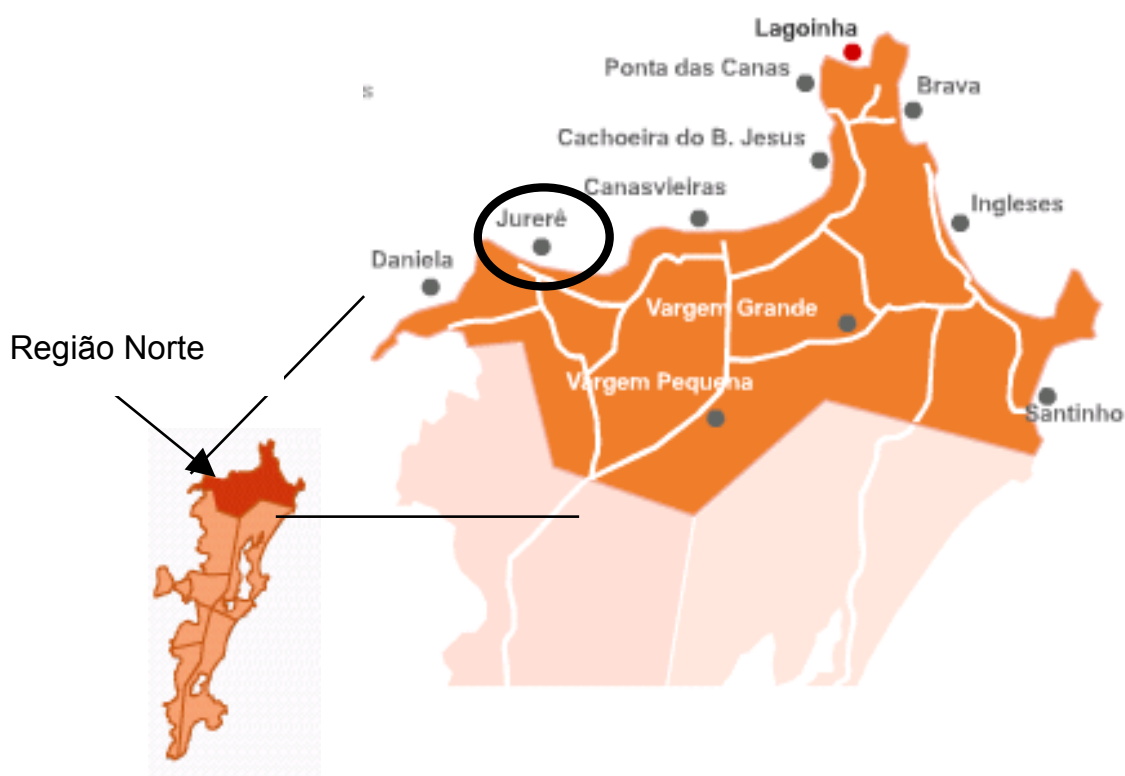 Lagoinha
Ponta das Canas
Brava
s
Cachoeira do B. Jesus
Canasvieiras
Ingleses
Jurerê
Daniela
Vargem Grande
Região Norte
Vargem Pequena
Santinho